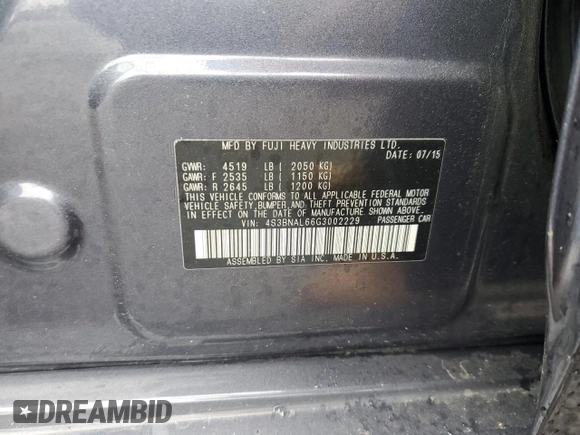 MFD BY FUJI HEAVY INDUSTRIES LTD.
DATE: 07/15
GVWR: 4519 LB ( 2050 KG)
GAWR: F 2535 LB ( 1150 KG)
GAWR: R 2645 LB ( 1200 KG)
THIS VEHICLE CONFORMS TO ALL APPLICABLE FEDERAL MOTOR
VEHICLE SAFETY, BUMPER, AND THEFT PREVENTION STANDARDS
IN EFFECT ON THE DATE OF MANUFACTURE SHOWN ABOVE.
PASSENGER CAR
VIN: 4S3BNAL66G3002229
ASSEMBLED BY SIA INC. MADE IN U.S.A.
DREAMBID